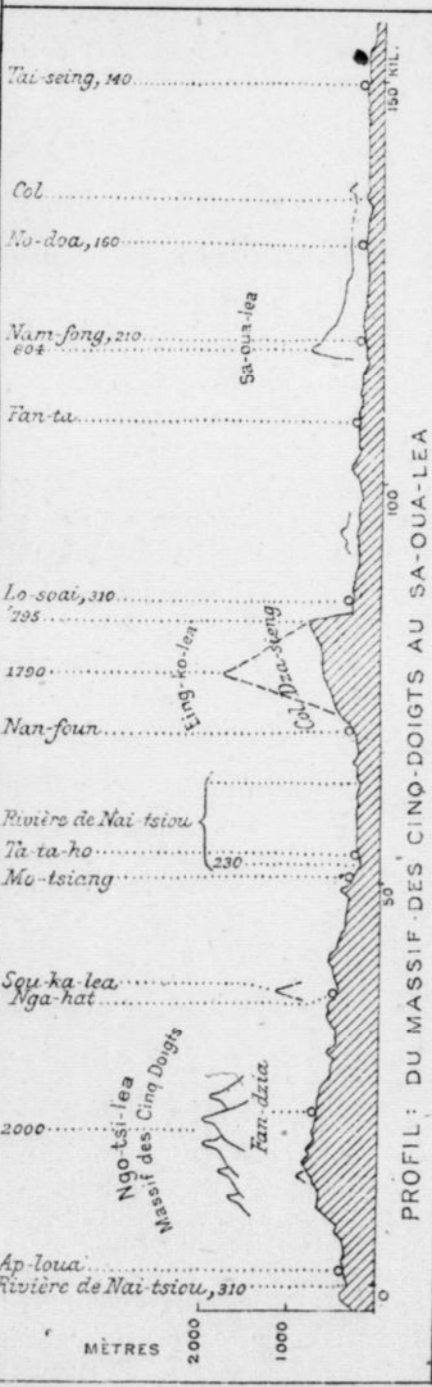 Tai-seing, 140
150 KIL.
Col
No-doa, 160
Sa-oua-lea
Nam-fong, 210
804
Fan-ta
100
Lo-soai, 310
795
Eing-ko-lea
Col Dza-sieng
1790
Nan-foun
Rivière de Nai-tsiou
Ta-ta-ho
230
Mo-tsiang
50
Sou-ka-lea
Nga-hat
Ngo-tsi-lea
Massif des Cinq Doigts
Fan-dzia
2000
Ap-loua
Rivière de Nai-tsiou, 310
0
MÈTRES
2000
1000
PROFIL: DU MASSIF DES CINQ-DOIGTS AU SA-OUA-LEA